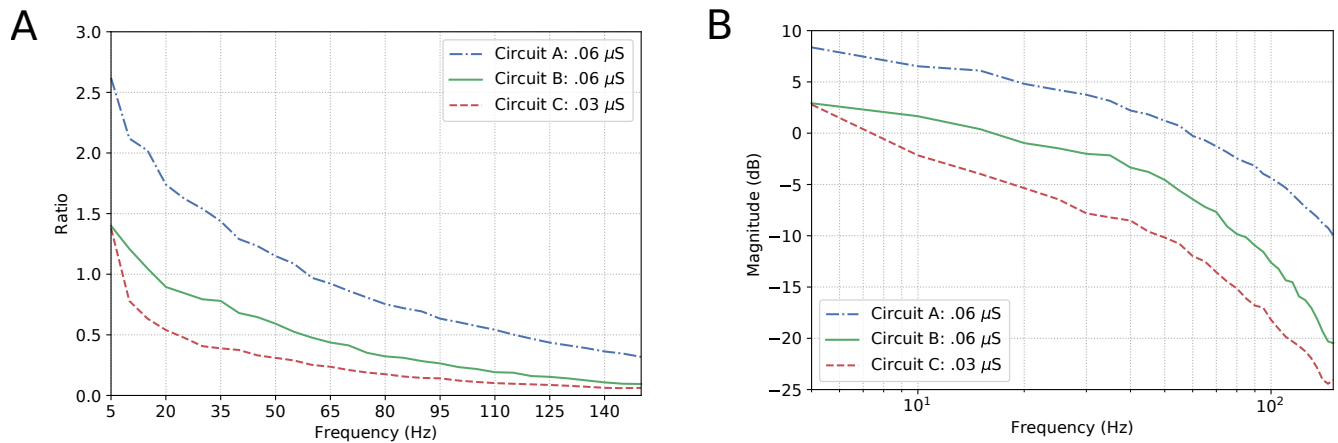 A
Ratio
3.0
2.5
2.0
1.5
1.0
0.5
0.0
Circuit A: .06 μS
Circuit B: .06 μS
Circuit C: .03 μS
5 20 35 50 65 80 95 110 125 140
Frequency (Hz)
B
Magnitude (dB)
10
5
0
−5
−10
−15
−20
−25
Circuit A: .06 μS
Circuit B: .06 μS
Circuit C: .03 μS
10¹ 10²
Frequency (Hz)